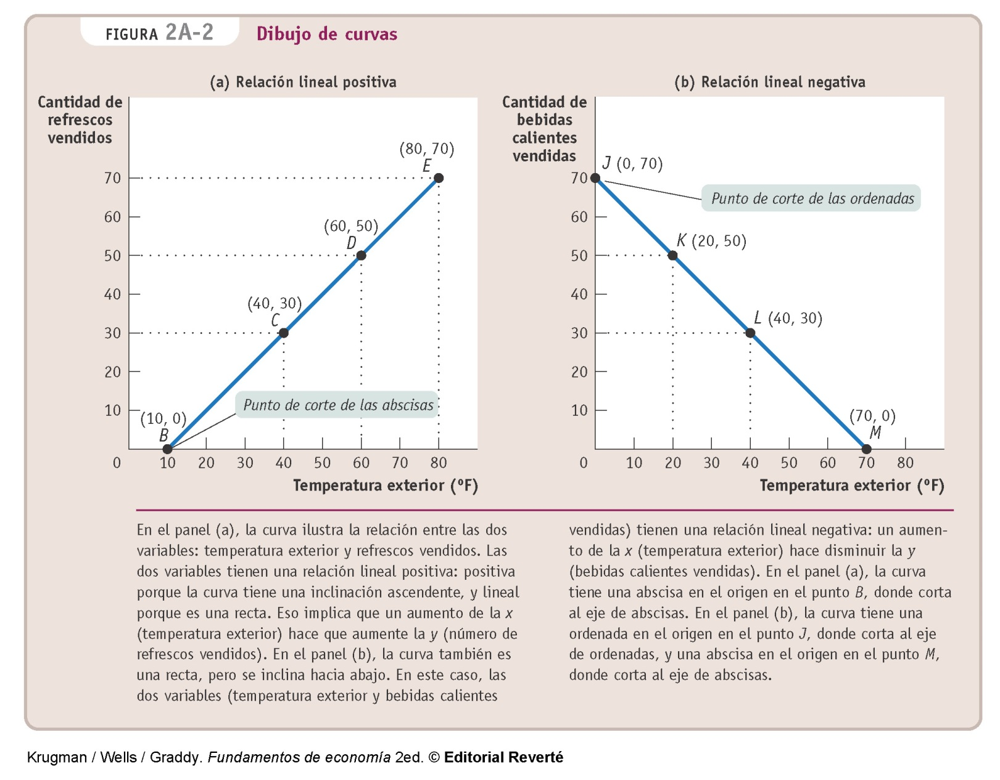 FIGURA 2A-2 Dibujo de curvas
(a) Relación lineal positiva
Cantidad de
refrescos
vendidos
(80, 70)
E
70
60
(60, 50)
D
50
40
(40, 30)
C
30
20
Punto de corte de las abscisas
10
(10, 0)
B
0 10 20 30 40 50 60 70 80
Temperatura exterior (ºF)
(b) Relación lineal negativa
Cantidad de
bebidas
calientes
vendidas
J (0, 70)
70
Punto de corte de las ordenadas
60
K (20, 50)
50
40
L (40, 30)
30
20
10
(70, 0)
M
0 10 20 30 40 50 60 70 80
Temperatura exterior (ºF)
En el panel (a), la curva ilustra la relación entre las dos
variables: temperatura exterior y refrescos vendidos. Las
dos variables tienen una relación lineal positiva: positiva
porque la curva tiene una inclinación ascendente, y lineal
porque es una recta. Eso implica que un aumento de la x
(temperatura exterior) hace que aumente la y (número de
refrescos vendidos). En el panel (b), la curva también es
una recta, pero se inclina hacia abajo. En este caso, las
dos variables (temperatura exterior y bebidas calientes
vendidas) tienen una relación lineal negativa: un aumen-
to de la x (temperatura exterior) hace disminuir la y
(bebidas calientes vendidas). En el panel (a), la curva
tiene una abscisa en el origen en el punto B, donde corta
al eje de abscisas. En el panel (b), la curva tiene una
ordenada en el origen en el punto J, donde corta al eje
de ordenadas, y una abscisa en el origen en el punto M,
donde corta al eje de abscisas.
Krugman / Wells / Graddy. Fundamentos de economía 2ed. © Editorial Reverté